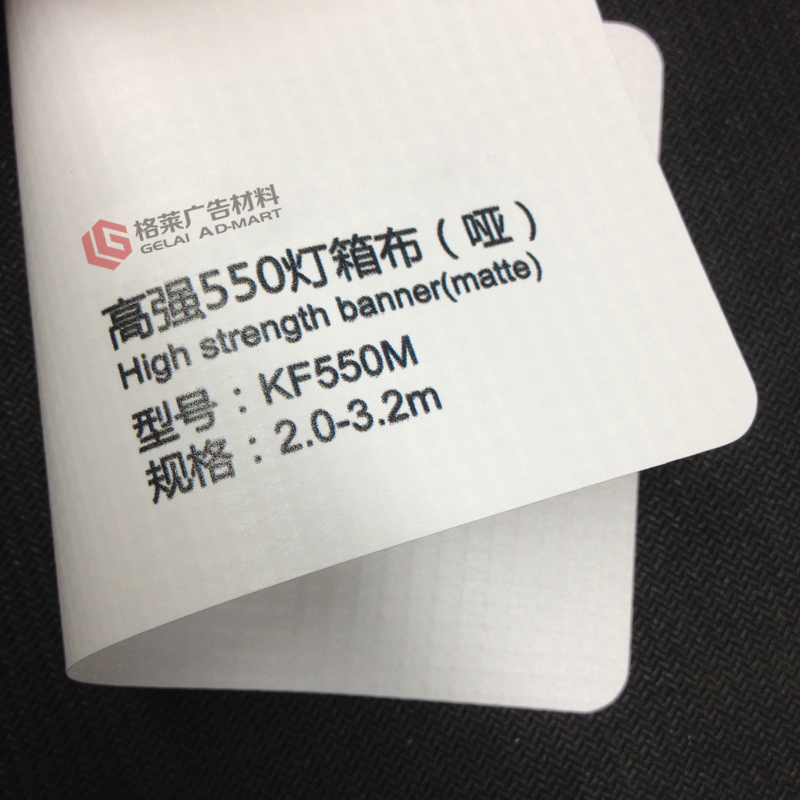 格莱广告材料
GELAI AD-MART
高强550灯箱布（哑）
High strength banner(matte)
型号：KF550M
规格：2.0-3.2m